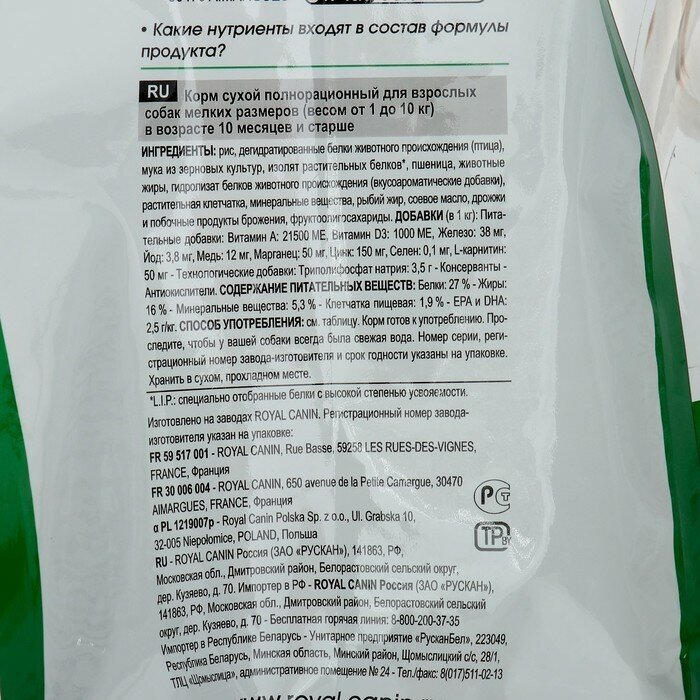 • Какие нутриенты входят в состав формулы
продукта?
RU Корм сухой полнорационный для взрослых
собак мелких размеров (весом от 1 до 10 кг)
в возрасте 10 месяцев и старше
ИНГРЕДИЕНТЫ: рис, дегидратированные белки животного происхождения (птица),
мука из зерновых культур, изолят растительных белков*, пшеница, животные
жиры, гидролизат белков животного происхождения (вкусоароматические добавки),
растительная клетчатка, минеральные вещества, рыбий жир, соевое масло, дрожжи
и побочные продукты брожения, фруктоолигосахариды. ДОБАВКИ (в 1 кг): Пита-
тельные добавки: Витамин А: 21500 МЕ, Витамин D3: 1000 МЕ, Железо: 38 мг,
Йод: 3,8 мг, Медь: 12 мг, Марганец: 50 мг, Цинк: 150 мг, Селен: 0,1 мг, L-карнитин:
50 мг - Технологические добавки: Триполифосфат натрия: 3,5 г - Консерванты -
Антиокислители. СОДЕРЖАНИЕ ПИТАТЕЛЬНЫХ ВЕЩЕСТВ: Белки: 27 % - Жиры:
16 % - Минеральные вещества: 5,3 % - Клетчатка пищевая: 1,9 % - EPA и DHA:
2,5 г/кг. СПОСОБ УПОТРЕБЛЕНИЯ: см. таблицу. Корм готов к употреблению. Про-
следите, чтобы у вашей собаки всегда была свежая вода. Номер серии, реги-
страционный номер завода-изготовителя и срок годности указаны на упаковке.
Хранить в сухом, прохладном месте.
*L.I.P.: специально отобранные белки с высокой степенью усвояемости.
Изготовлено на заводах ROYAL CANIN. Регистрационный номер завода-
изготовителя указан на упаковке:
FR 59 517 001 - ROYAL CANIN, Rue Basse, 59258 LES RUES-DES-VIGNES,
FRANCE, Франция
FR 30 006 004 - ROYAL CANIN, 650 avenue de la Petite Camargue, 30470
AIMARGUES, FRANCE, Франция
α PL 1219007p - Royal Canin Polska Sp. z o.o., Ul. Grabska 10,
32-005 Niepołomice, POLAND, Польша
RU - ROYAL CANIN Россия (ЗАО «РУСКАН»), 141863, РФ,
Московская обл., Дмитровский район, Белорастовский сельский округ,
дер. Кузяево, д. 70. Импортер в РФ - ROYAL CANIN Россия (ЗАО «РУСКАН»),
141863, РФ, Московская обл., Дмитровский район, Белорастовский сельский
округ, дер. Кузяево, д. 70 - Бесплатная горячая линия: 8-800-200-37-35
Импортер в Республике Беларусь - Унитарное предприятие «РусканБел», 223049,
Республика Беларусь, Минская область, Минский район, Щомыслицкий с/с, 28/1,
ТЛЦ «Щомыслица», административное помещение № 24 - Тел./факс: 8(017)511-02-13
РСТ
TP BY
www.royal-canin